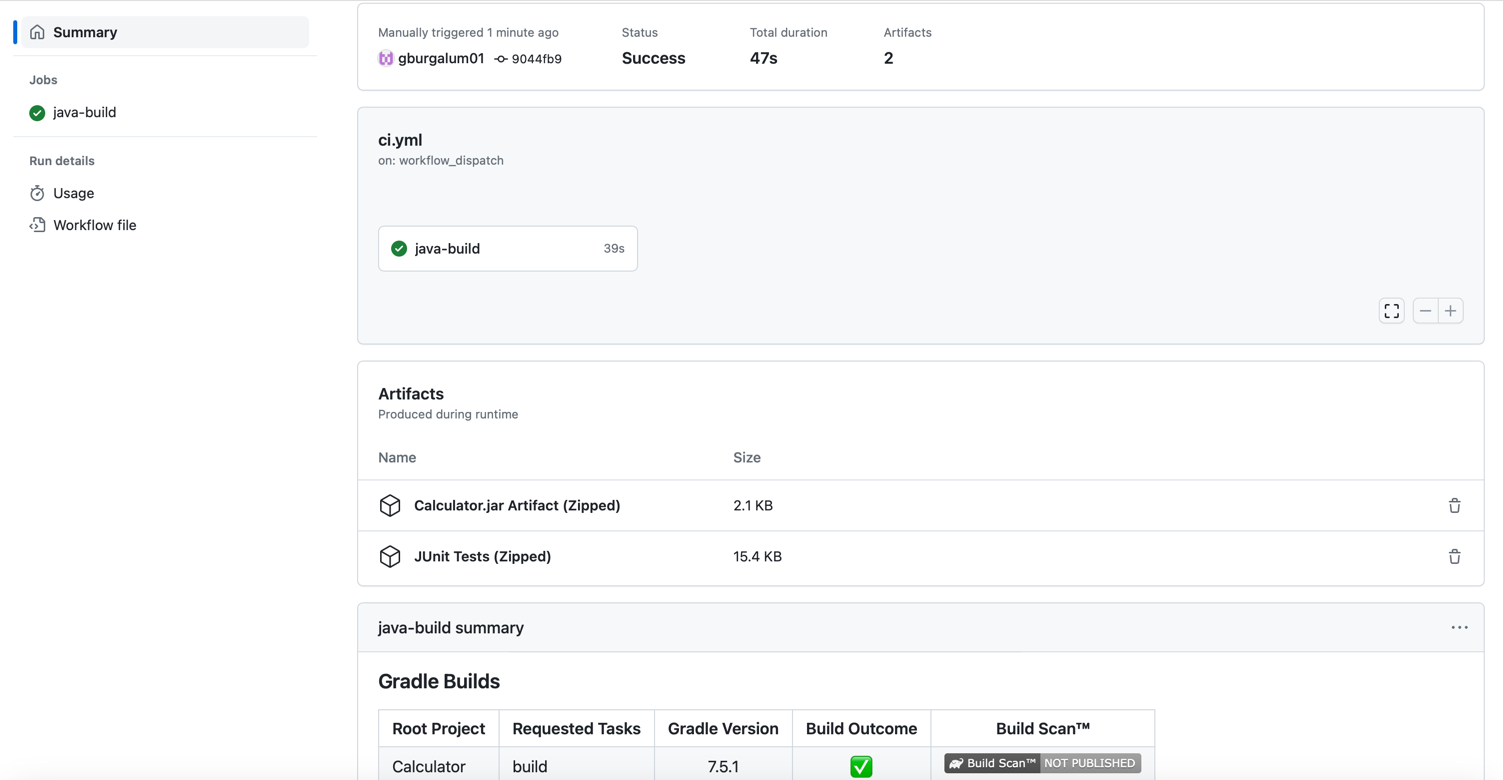 Summary
Jobs
java-build
Run details
Usage
Workflow file
Manually triggered 1 minute ago
gburgalum01 9044fb9
Status
Success
Total duration
47s
Artifacts
2
ci.yml
on: workflow_dispatch
java-build 39s
Artifacts
Produced during runtime
Name Size
Calculator.jar Artifact (Zipped) 2.1 KB
JUnit Tests (Zipped) 15.4 KB
java-build summary
Gradle Builds
Root Project Requested Tasks Gradle Version Build Outcome Build Scan™
Calculator build 7.5.1 Build Scan™ NOT PUBLISHED